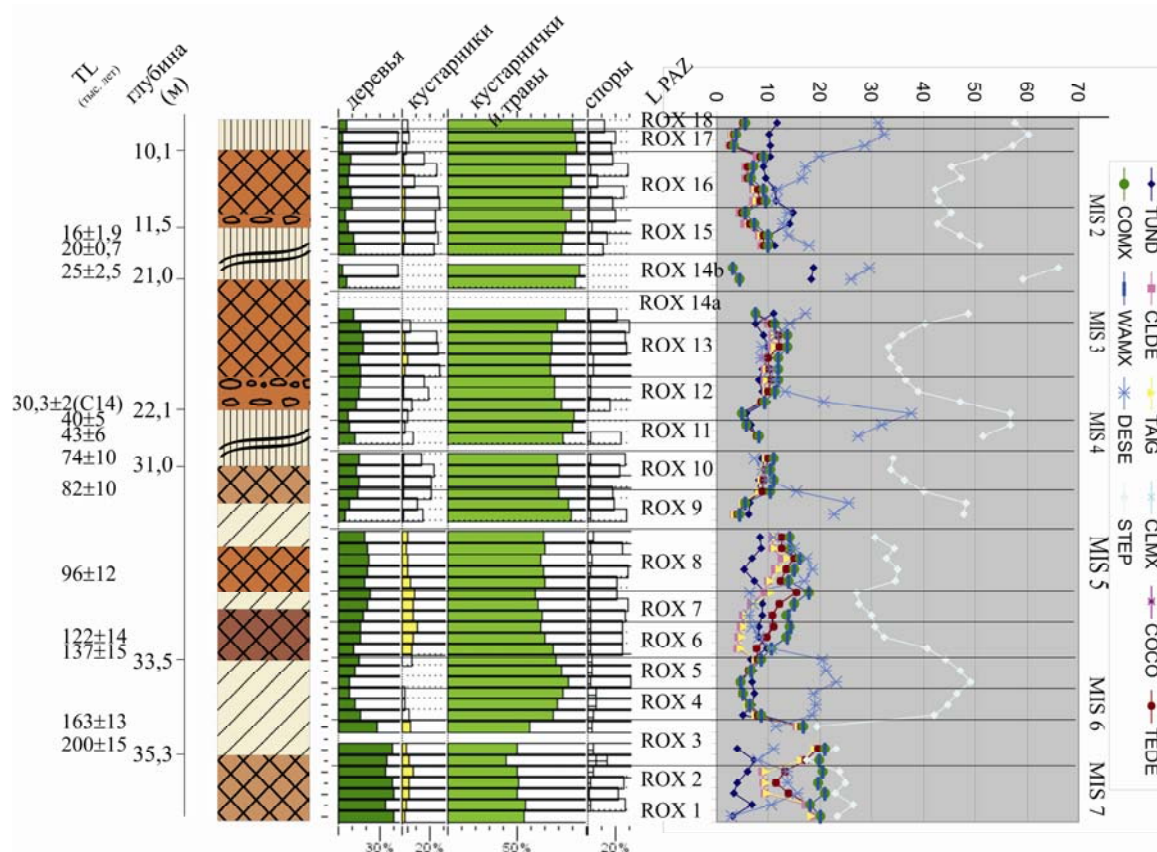 TL
(тыс. лет)
глубина
(м)
деревья
кустарники
кустарнички
и травы
споры
L PAZ
0 10 20 30 40 50 60 70
10,1
11,5
16±1,9
20±0,7
25±2,5
21,0
30,3±2(C14)
22,1
40±5
43±6
74±10
31,0
82±10
96±12
122±14
137±15
33,5
163±13
200±15
35,3
ROX 18
ROX 17
ROX 16
ROX 15
ROX 14b
ROX 14a
ROX 13
ROX 12
ROX 11
ROX 10
ROX 9
ROX 8
ROX 7
ROX 6
ROX 5
ROX 4
ROX 3
ROX 2
ROX 1
30%
20%
50%
20%
MIS 2
MIS 3
MIS 4
MIS 5
MIS 6
MIS 7
TUND CLDE TAIG CLMX COCO TEDE
COMX WAMX DESE STEP